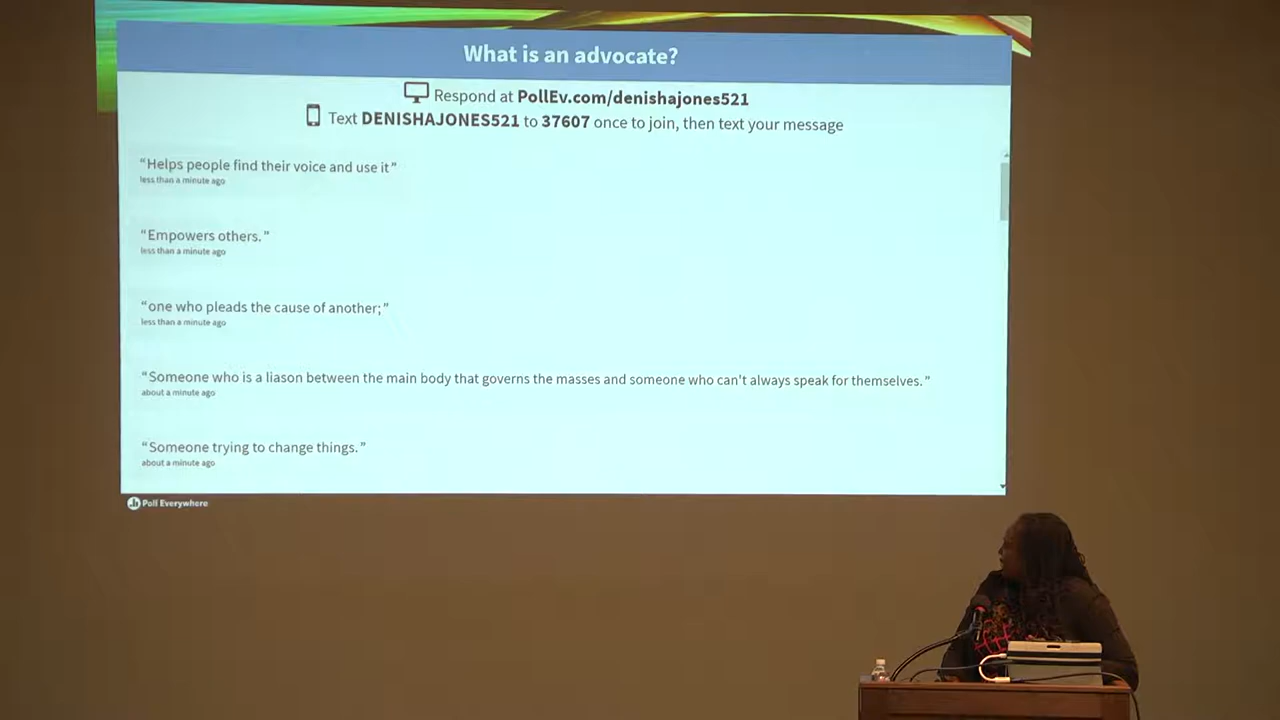 What is an advocate?
Respond at PollEv.com/denishajones521
Text DENISHAJONES521 to 37607 once to join, then text your message
“Helps people find their voice and use it”
less than a minute ago
“Empowers others.”
less than a minute ago
“one who pleads the cause of another;”
less than a minute ago
“Someone who is a liason between the main body that governs the masses and someone who can't always speak for themselves.”
about a minute ago
“Someone trying to change things.”
about a minute ago
Poll Everywhere